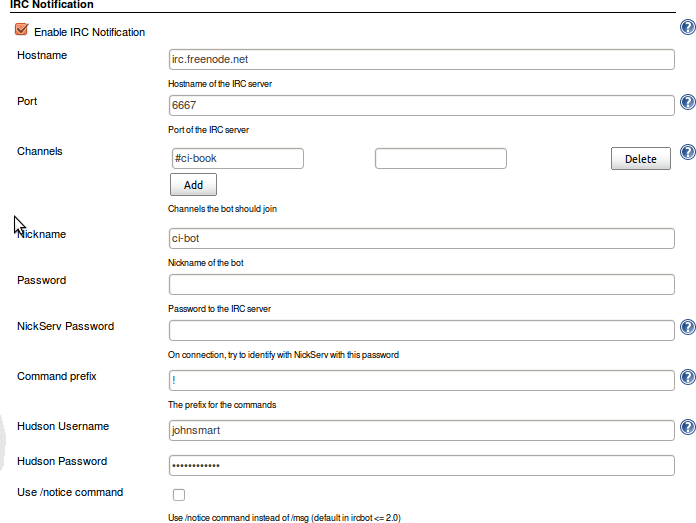 IRC Notification
Enable IRC Notification
Hostname irc.freenode.net
Hostname of the IRC server
Port 6667
Port of the IRC server
Channels #ci-book Delete
Add
Channels the bot should join
Nickname ci-bot
Nickname of the bot
Password
Password to the IRC server
NickServ Password
On connection, try to identify with NickServ with this password
Command prefix !
The prefix for the commands
Hudson Username johnsmart
Hudson Password ••••••••••••
Use /notice command
Use /notice command instead of /msg (default in ircbot <= 2.0)